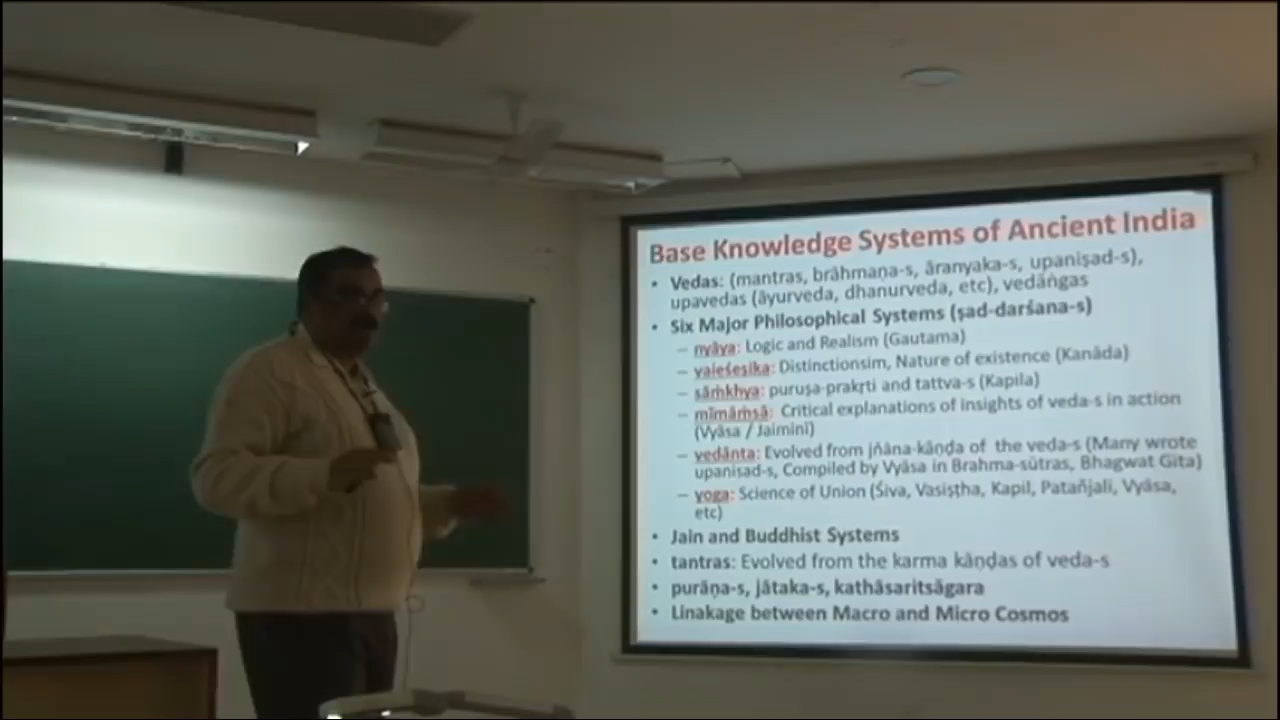 Base Knowledge Systems of Ancient India
• Vedas: (mantras, brāhmaṇa-s, āranyaka-s, upaniṣad-s),
upavedas (āyurveda, dhanurveda, etc), vedāṅgas
• Six Major Philosophical Systems (ṣad-darśana-s)
– nyāya: Logic and Realism (Gautama)
– vaiśeṣika: Distinctionsim, Nature of existence (Kanāda)
– sāṁkhya: puruṣa-prakṛti and tattva-s (Kapila)
– mīmāṁsā: Critical explanations of insights of veda-s in action
(Vyāsa / Jaimini)
– vedānta: Evolved from jñāna-kāṇḍa of the veda-s (Many wrote
upanisad-s, Compiled by Vyāsa in Brahma-sūtras, Bhagwat Gīta)
– yoga: Science of Union (Śiva, Vasiṣtha, Kapil, Patañjali, Vyāsa,
etc)
• Jain and Buddhist Systems
• tantras: Evolved from the karma kāṇḍas of veda-s
• purāṇa-s, jātaka-s, kathāsaritsāgara
• Linakage between Macro and Micro Cosmos